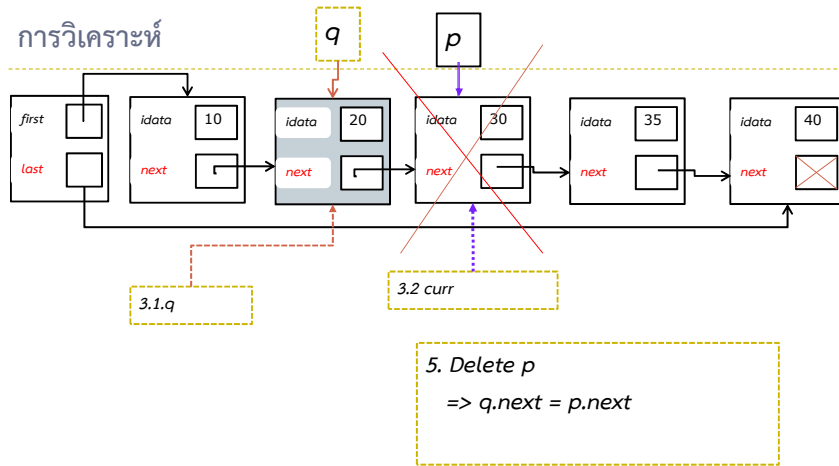 การวิเคราะห์
q
p
first
last
idata 10
next
idata 20
next
idata 30
next
idata 35
next
idata 40
next
3.1.q
3.2 curr
5. Delete p
=> q.next = p.next